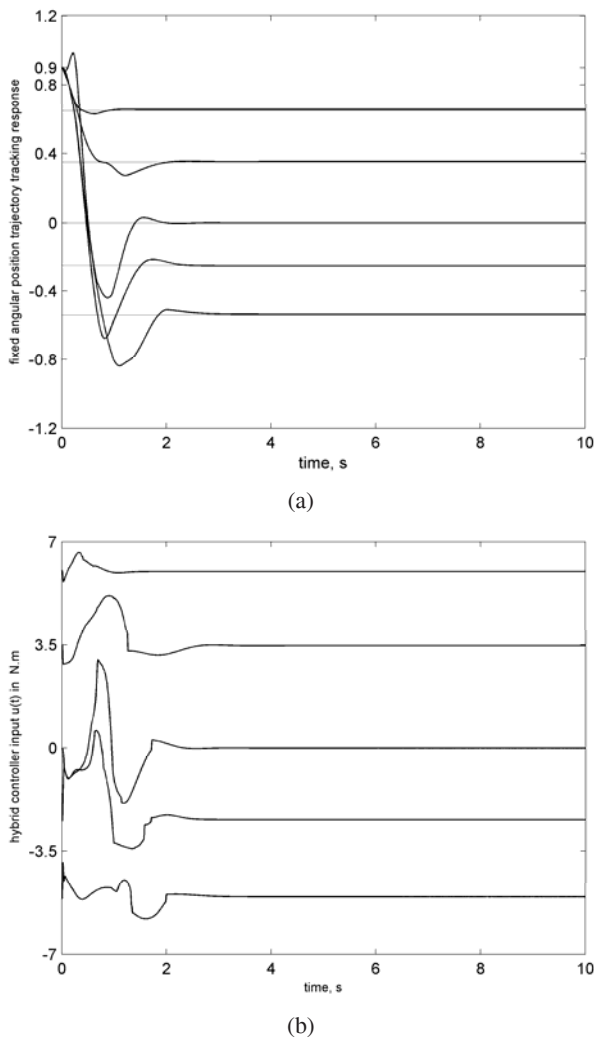 fixed angular position trajectory tracking response
1.2
0.9
0.8
0.4
0
-0.4
-0.8
-1.2
0 2 4 6 8 10
time, s
(a)
hybrid controller input u(t) in N.m
7
3.5
0
-3.5
-7
0 2 4 6 8 10
time, s
(b)